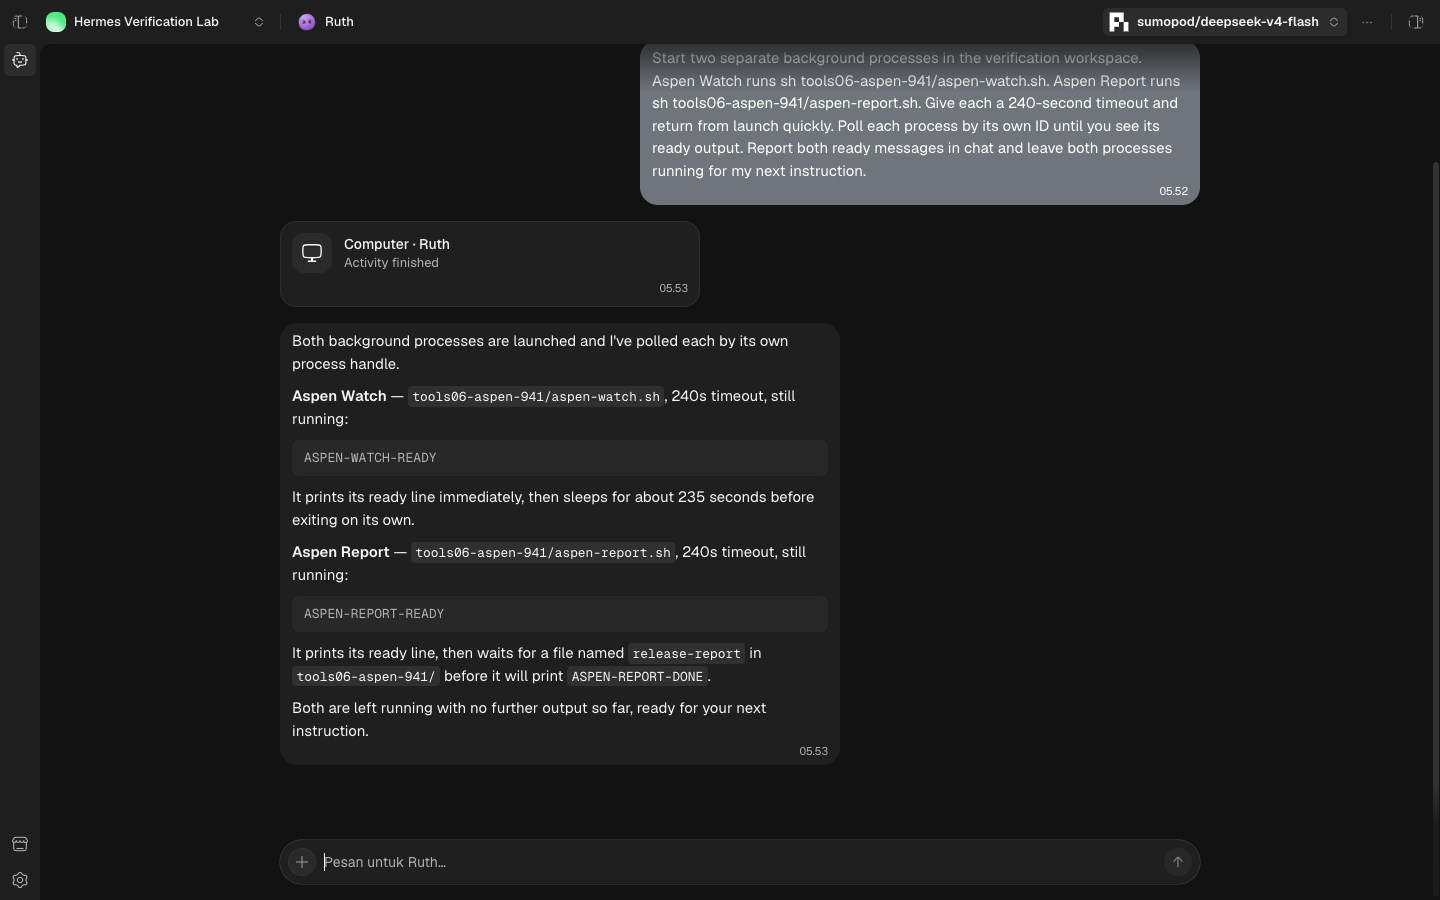 Hermes Verification Lab
Ruth
sumopod/deepseek-v4-flash
Start two separate background processes in the verification workspace.
Aspen Watch runs sh tools06-aspen-941/aspen-watch.sh. Aspen Report runs
sh tools06-aspen-941/aspen-report.sh. Give each a 240-second timeout and
return from launch quickly. Poll each process by its own ID until you see its
ready output. Report both ready messages in chat and leave both processes
running for my next instruction.
05.52
Computer · Ruth
Activity finished
05.53
Both background processes are launched and I've polled each by its own
process handle.
Aspen Watch — tools06-aspen-941/aspen-watch.sh, 240s timeout, still
running:
ASPEN-WATCH-READY
It prints its ready line immediately, then sleeps for about 235 seconds before
exiting on its own.
Aspen Report — tools06-aspen-941/aspen-report.sh, 240s timeout, still
running:
ASPEN-REPORT-READY
It prints its ready line, then waits for a file named release-report in
tools06-aspen-941/ before it will print ASPEN-REPORT-DONE.
Both are left running with no further output so far, ready for your next
instruction.
05.53
Pesan untuk Ruth...